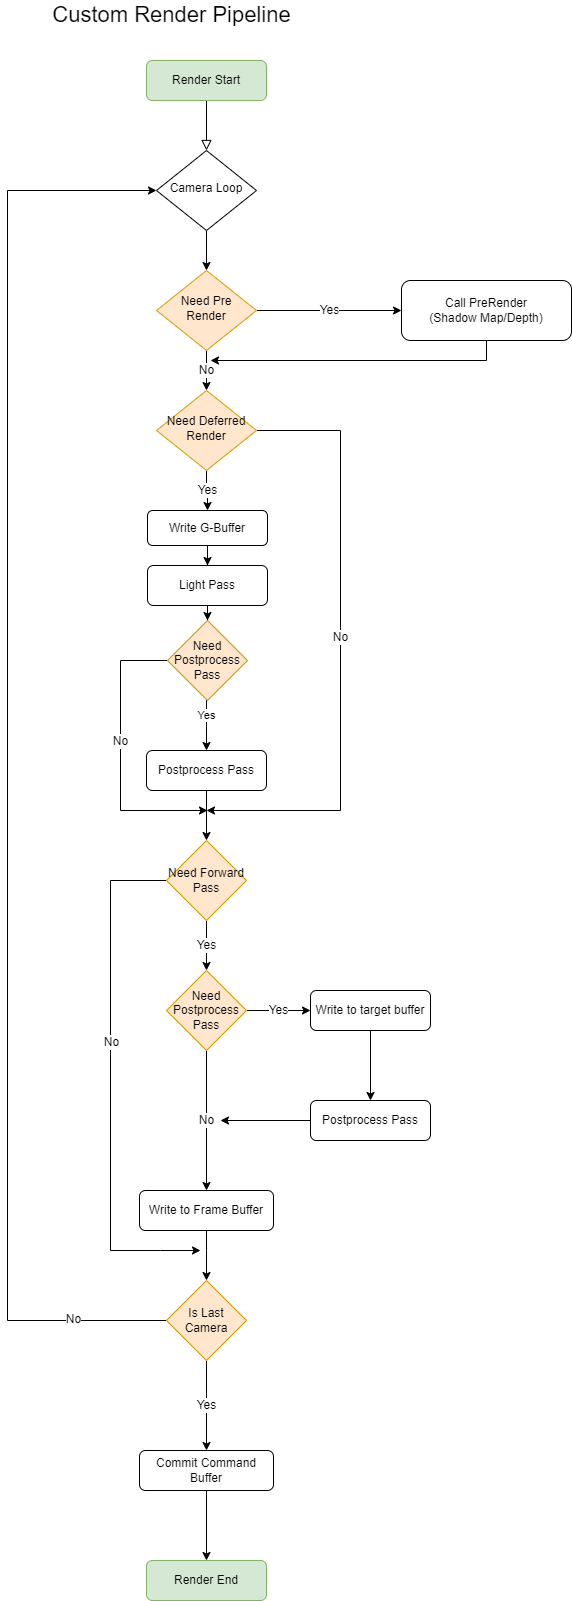 Custom Render Pipeline
Render Start
Camera Loop
Need Pre
Render
Yes
Call PreRender
(Shadow Map/Depth)
No
Need Deferred
Render
Yes
Write G-Buffer
Light Pass
No
Need
Postprocess
Pass
Yes
No
Postprocess Pass
Need Forward
Pass
Yes
Need
Postprocess
Pass
Yes
Write to target buffer
No
No
Postprocess Pass
Write to Frame Buffer
Is Last
Camera
No
Yes
Commit Command
Buffer
Render End